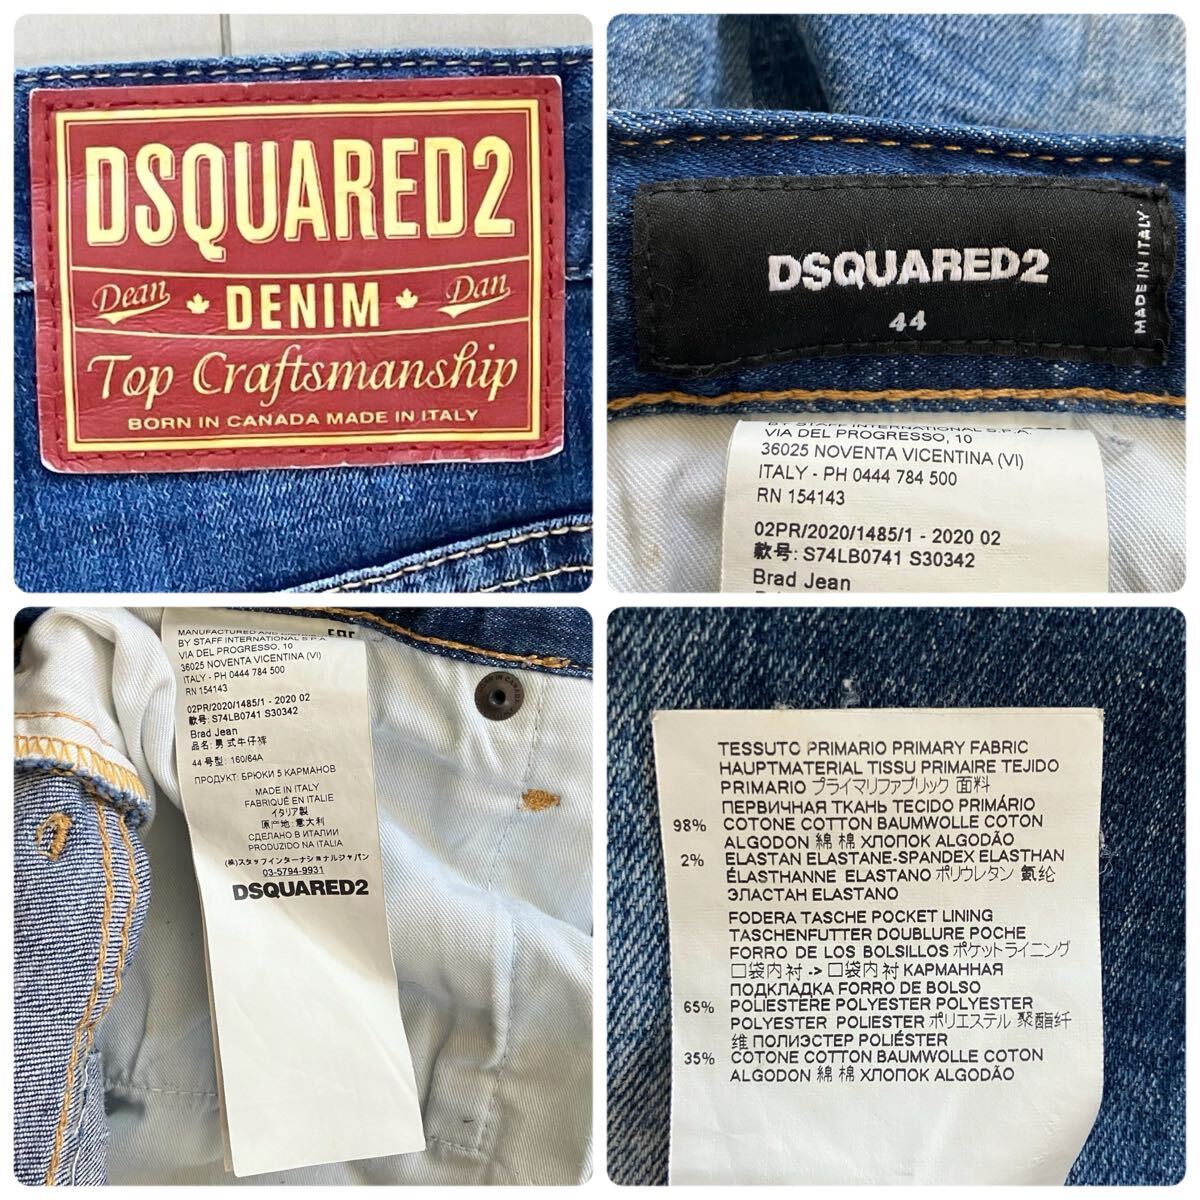 DSQUARED2
Dean DENIM Dan
Top Craftsmanship
BORN IN CANADA MADE IN ITALY
DSQUARED2
44
MADE IN ITALY
BY STAFF INTERNATIONAL S.P.A.
VIA DEL PROGRESSO, 10
36025 NOVENTA VICENTINA (VI)
ITALY - PH 0444 784 500
RN 154143
02PR/2020/1485/1 - 2020 02
款号: S74LB0741 S30342
Brad Jean
MANUFACTURED AND
BY STAFF INTERNATIONAL S.P.A.
VIA DEL PROGRESSO, 10
36025 NOVENTA VICENTINA (VI)
ITALY - PH 0444 784 500
RN 154143
02PR/2020/1485/1 - 2020 02
款号: S74LB0741 S30342
Brad Jean
品名: 男式牛仔裤
44 号型: 160/64A
ПРОДУКТ: БРЮКИ 5 КАРМАНОВ
MADE IN ITALY
FABRIQUÉ EN ITALIE
イタリア製
原产地: 意大利
СДЕЛАНО В ИТАЛИИ
PRODUZIDO NA ITALIA
(株)スタッフインターナショナルジャパン
03-5794-9931
DSQUARED2
TESSUTO PRIMARIO PRIMARY FABRIC
HAUPTMATERIAL TISSU PRIMAIRE TEJIDO
PRIMARIO プライマリファブリック 面料
ПЕРВИЧНАЯ ТКАНЬ TECIDO PRIMÁRIO
98% COTONE COTTON BAUMWOLLE COTON
ALGODON 綿 棉 ХЛОПОК ALGODÃO
2% ELASTAN ELASTANE-SPANDEX ELASTHAN
ÉLASTHANNE ELASTANO ポリウレタン 氨纶
ЭЛАСТАН ELASTANO
FODERA TASCHE POCKET LINING
TASCHENFUTTER DOUBLURE POCHE
FORRO DE LOS BOLSILLOS ポケットライニング
口袋内衬 -> 口袋内衬 КАРМАННАЯ
ПОДКЛАДКА FORRO DE BOLSO
65% POLIESTERE POLYESTER POLYESTER
POLYESTER POLIESTER ポリエステル 聚酯纤
维 ПОЛИЭСТЕР POLIÉSTER
35% COTONE COTTON BAUMWOLLE COTON
ALGODON 綿 棉 ХЛОПОК ALGODÃO